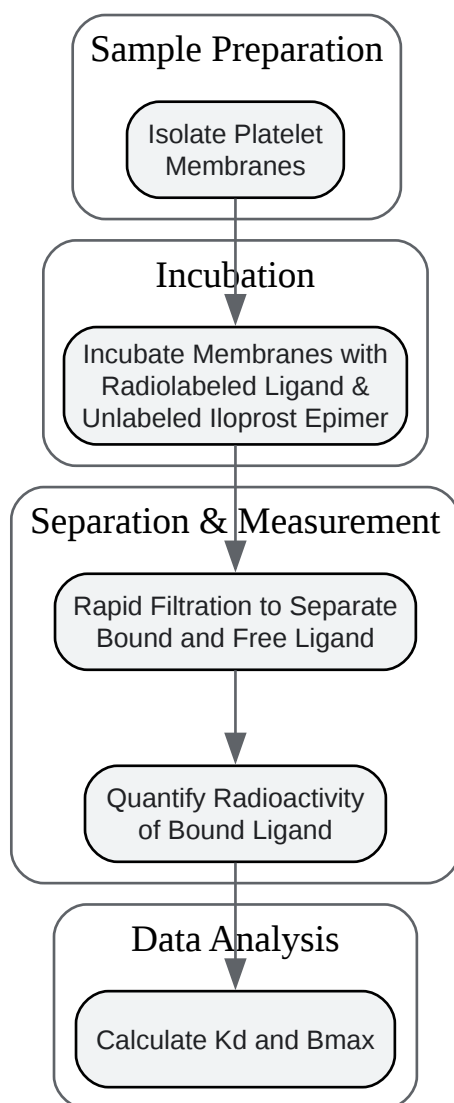 Sample Preparation
Isolate Platelet
Membranes
Incubation
Incubate Membranes with
Radiolabeled Ligand &
Unlabeled Iloprost Epimer
Separation & Measurement
Rapid Filtration to Separate
Bound and Free Ligand
Quantify Radioactivity
of Bound Ligand
Data Analysis
Calculate Kd and Bmax